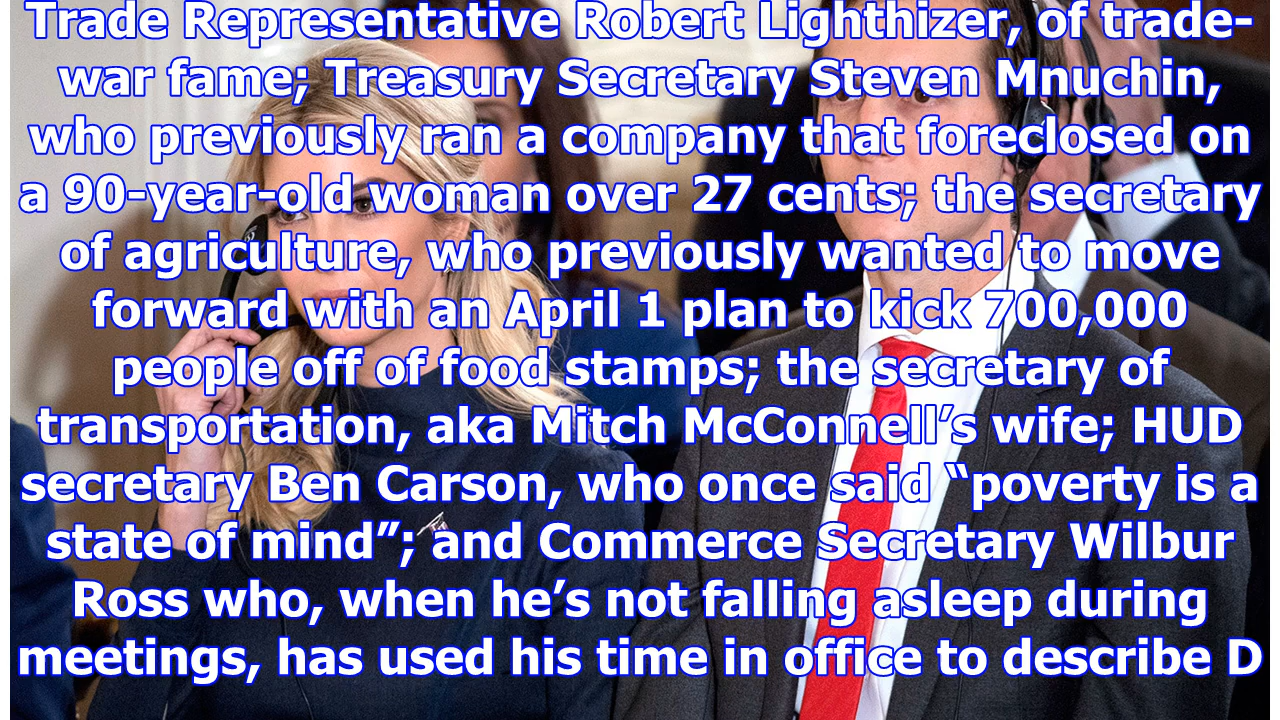 Trade Representative Robert Lighthizer, of trade-
war fame; Treasury Secretary Steven Mnuchin,
who previously ran a company that foreclosed on
a 90-year-old woman over 27 cents; the secretary
of agriculture, who previously wanted to move
forward with an April 1 plan to kick 700,000
people off of food stamps; the secretary of
transportation, aka Mitch McConnell’s wife; HUD
secretary Ben Carson, who once said “poverty is a
state of mind”; and Commerce Secretary Wilbur
Ross who, when he’s not falling asleep during
meetings, has used his time in office to describe D